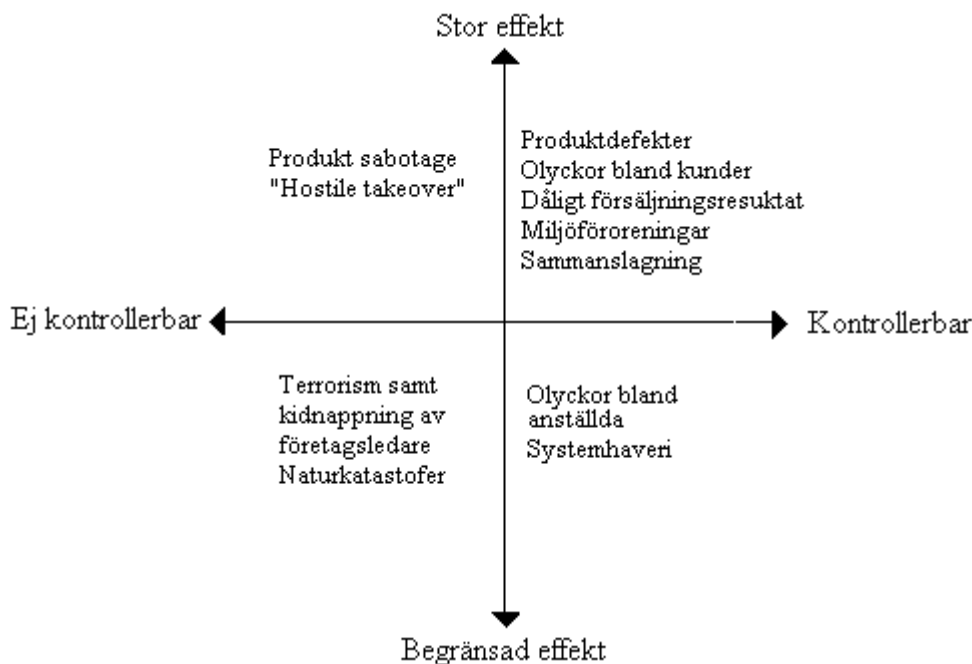 Stor effekt
Produkt sabotage
"Hostile takeover"
Produktdefekter
Olyckor bland kunder
Dåligt försäljningsresuktat
Miljöföroreningar
Sammanslagning
Ej kontrollerbar
Kontrollerbar
Terrorism samt
kidnappning av
företagsledare
Naturkatastofer
Olyckor bland
anställda
Systemhaveri
Begränsad effekt